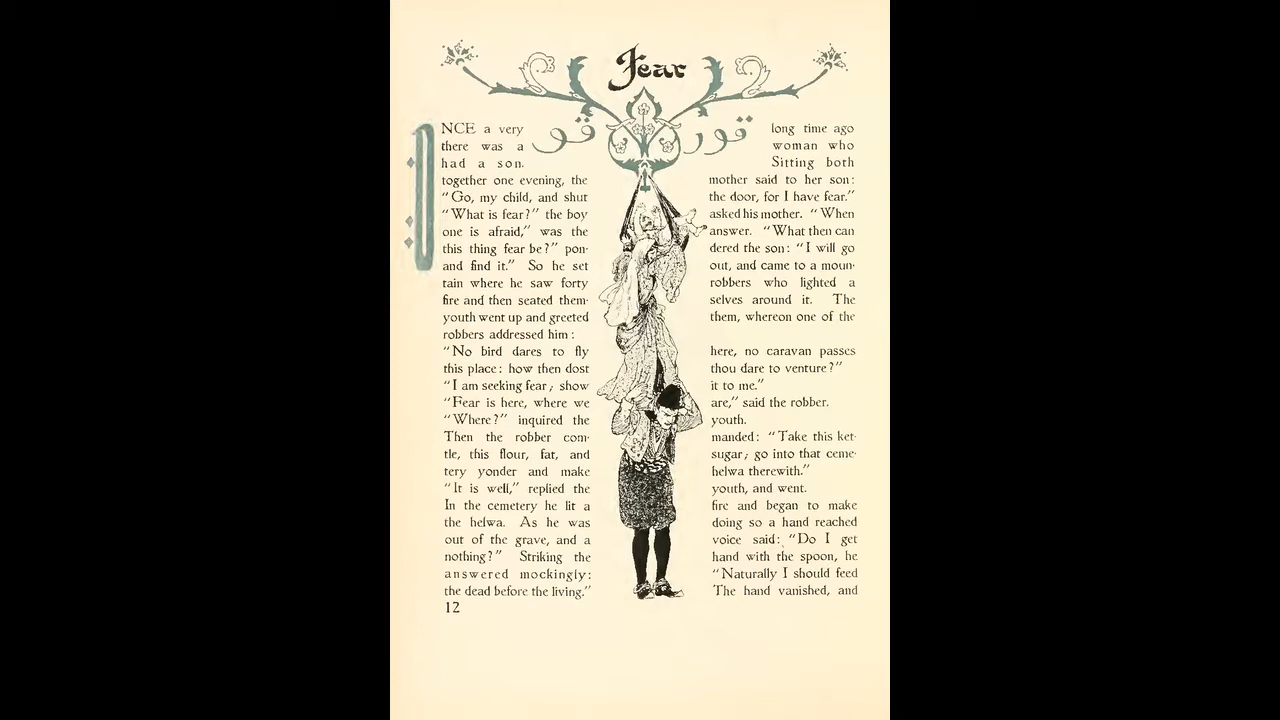 Fear
قور قو
ONCE a very long time ago
there was a woman who
had a son. Sitting both
together one evening, the mother said to her son:
"Go, my child, and shut the door, for I have fear."
"What is fear?" the boy asked his mother. "When
one is afraid," was the answer. "What then can
this thing fear be?" pon- dered the son: "I will go
and find it." So he set out, and came to a moun-
tain where he saw forty robbers who lighted a
fire and then seated them- selves around it. The
youth went up and greeted them, whereon one of the
robbers addressed him:
"No bird dares to fly here, no caravan passes
this place: how then dost thou dare to venture?"
"I am seeking fear; show it to me."
"Fear is here, where we are," said the robber.
"Where?" inquired the youth.
Then the robber com- manded: "Take this ket-
tle, this flour, fat, and sugar; go into that ceme-
tery yonder and make helwa therewith."
"It is well," replied the youth, and went.
In the cemetery he lit a fire and began to make
the helwa. As he was doing so a hand reached
out of the grave, and a voice said: "Do I get
nothing?" Striking the hand with the spoon, he
answered mockingly: "Naturally I should feed
the dead before the living." The hand vanished, and
12